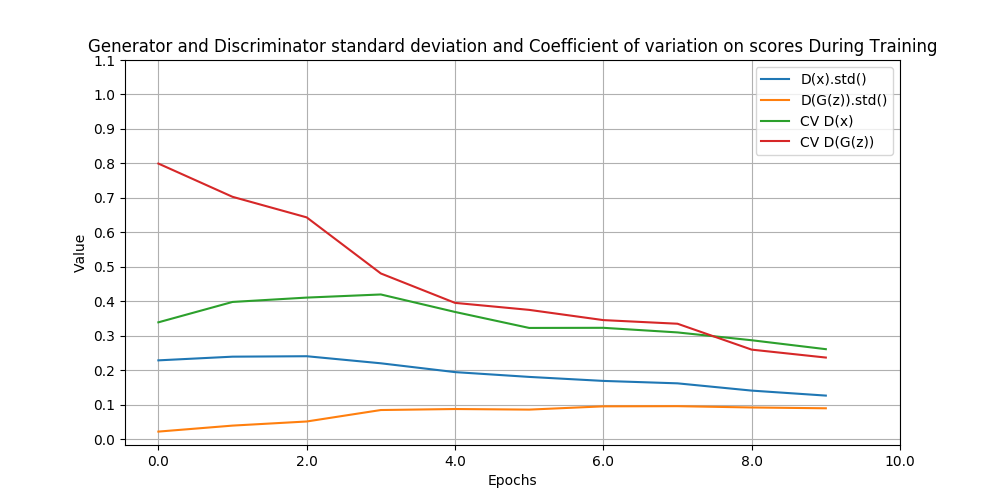 Generator and Discriminator standard deviation and Coefficient of variation on scores During Training
1.1
1.0
0.9
0.8
0.7
0.6
0.5
0.4
0.3
0.2
0.1
0.0
Value
D(x).std()
D(G(z)).std()
CV D(x)
CV D(G(z))
0.0 2.0 4.0 6.0 8.0 10.0
Epochs